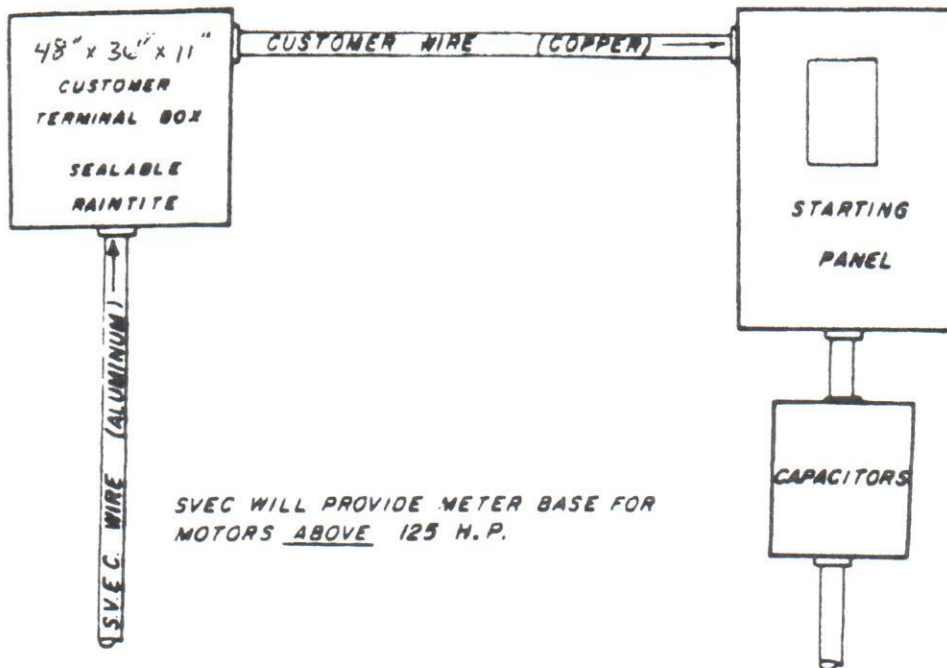 48" x 36" x 11"
CUSTOMER
TERMINAL BOX
SEALABLE
RAINTITE
CUSTOMER WIRE (COPPER)
STARTING
PANEL
CAPACITORS
S.V.E.C. WIRE (ALUMINUM)
SVEC WILL PROVIDE METER BASE FOR
MOTORS ABOVE 125 H.P.